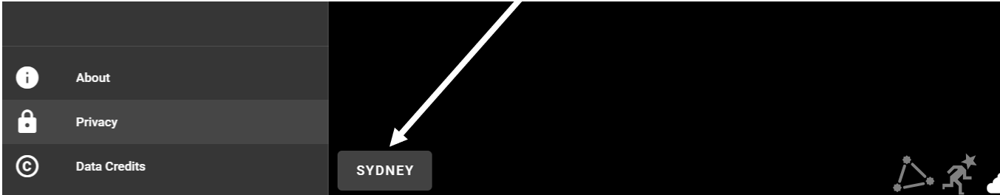 About
Privacy
Data Credits
SYDNEY